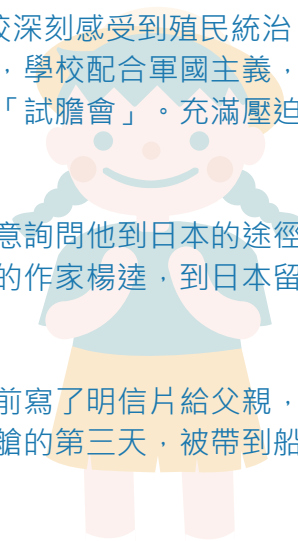 校深刻感受到殖民統治
，學校配合軍國主義，
「試膽會」。充滿壓迫
意詢問他到日本的途徑
的作家楊逵，到日本留
前寫了明信片給父親，
艙的第三天，被帶到船